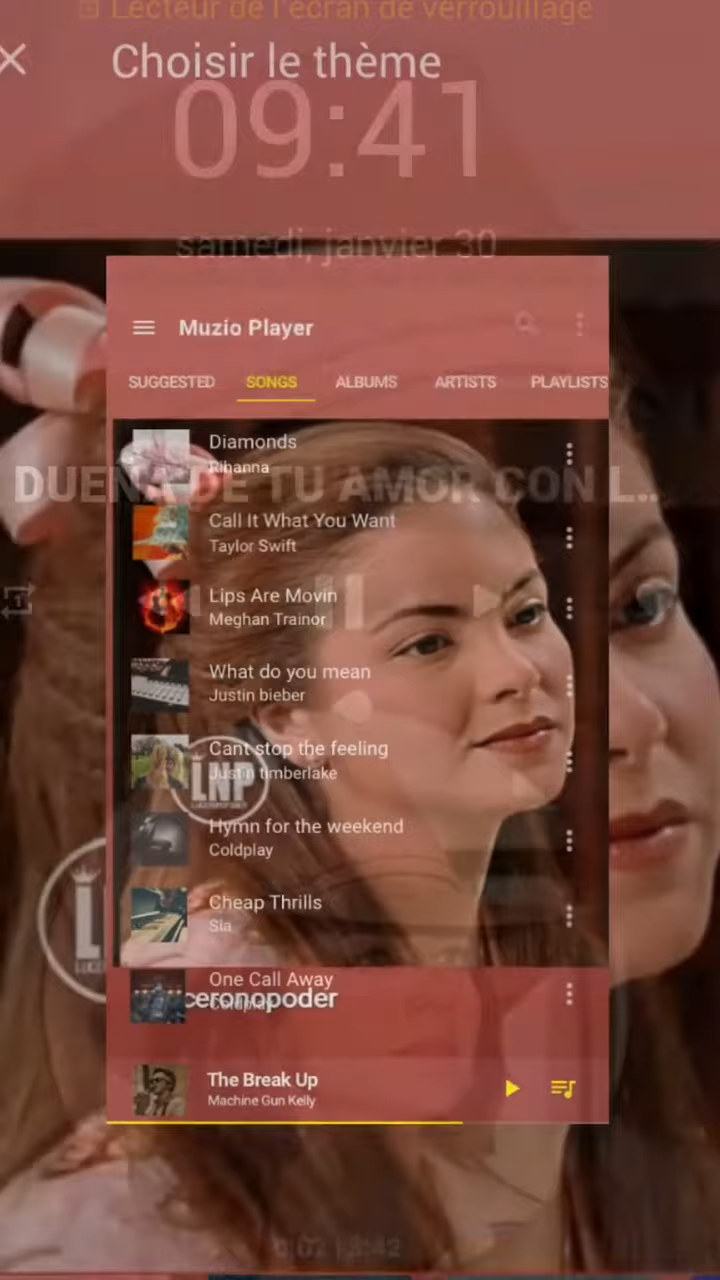 Lecteur de l'écran de verrouillage
Choisir le thème
09:41
samedi, janvier 30
Muzio Player
SUGGESTED SONGS ALBUMS ARTISTS PLAYLISTS
Diamonds
Rihanna
DUENA DE TU AMOR CON L...
Call It What You Want
Taylor Swift
Lips Are Movin
Meghan Trainor
What do you mean
Justin bieber
Cant stop the feeling
Justin timberlake
LNP
Hymn for the weekend
Coldplay
Cheap Thrills
Sia
One Call Away
Coldplay
ceronopoder
The Break Up
Machine Gun Kelly